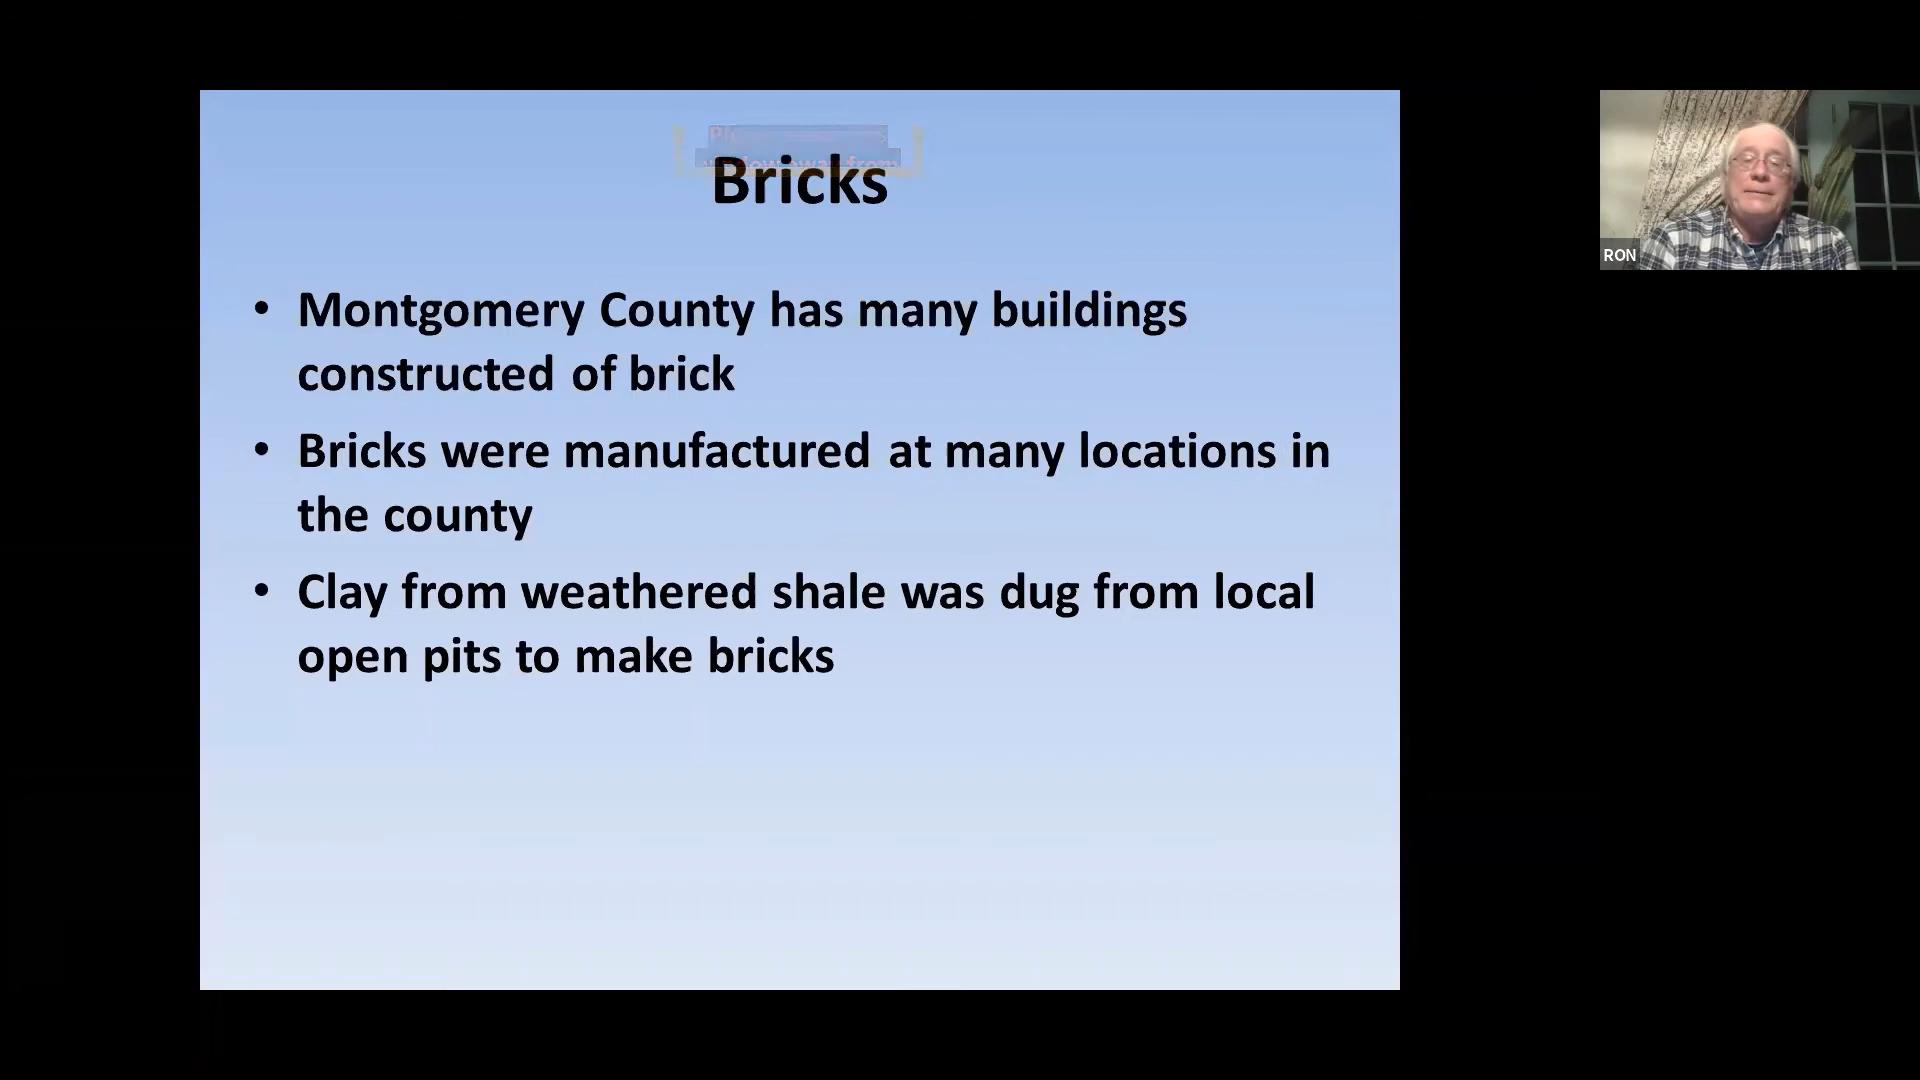 Bricks
• Montgomery County has many buildings
constructed of brick
• Bricks were manufactured at many locations in
the county
• Clay from weathered shale was dug from local
open pits to make bricks
RON